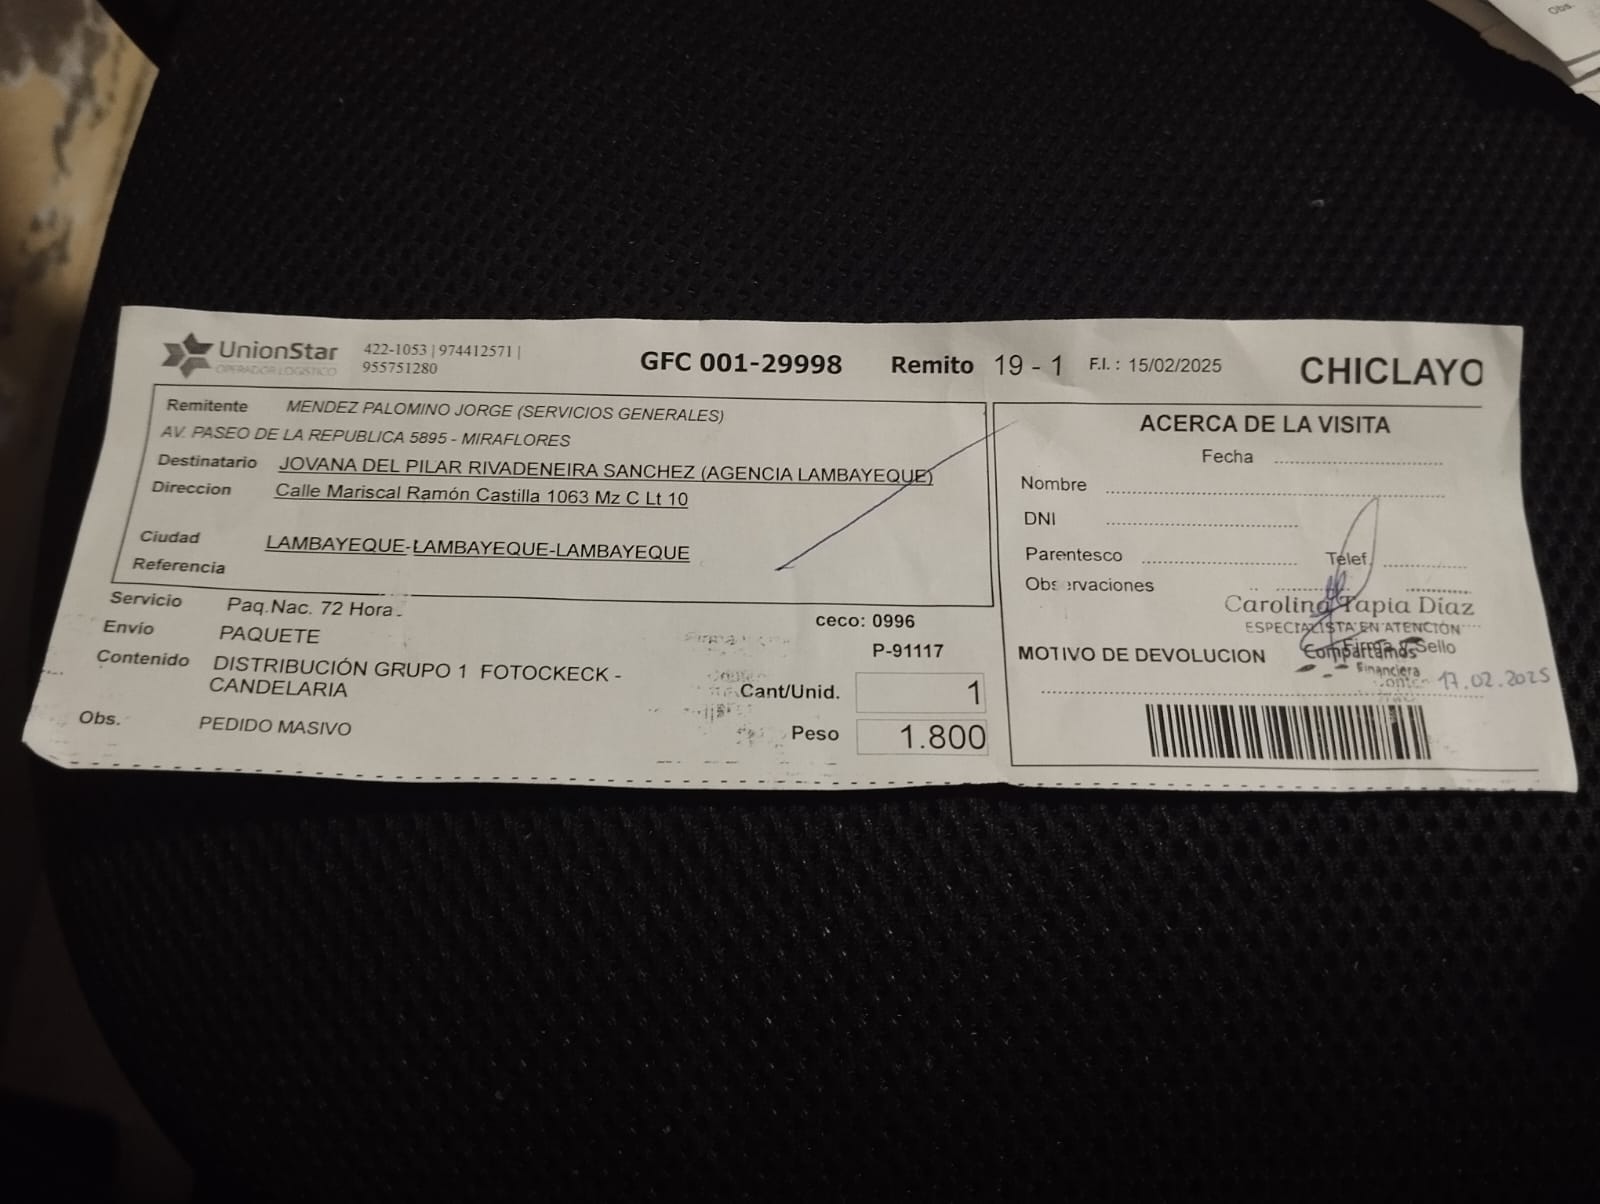 UnionStar
OPERADOR LOGISTICO
422-1053 | 974412571 |
955751280
GFC 001-29998
Remito 19 - 1
F.I. : 15/02/2025
CHICLAYO
Remitente MENDEZ PALOMINO JORGE (SERVICIOS GENERALES)
AV. PASEO DE LA REPUBLICA 5895 - MIRAFLORES
Destinatario JOVANA DEL PILAR RIVADENEIRA SANCHEZ (AGENCIA LAMBAYEQUE)
Direccion Calle Mariscal Ramón Castilla 1063 Mz C Lt 10
Ciudad LAMBAYEQUE-LAMBAYEQUE-LAMBAYEQUE
Referencia
Servicio Paq.Nac. 72 Hora
Envío PAQUETE
Contenido DISTRIBUCIÓN GRUPO 1 FOTOCKECK -
CANDELARIA
Obs. PEDIDO MASIVO
ceco: 0996
P-91117
Cant/Unid. 1
Peso 1.800
ACERCA DE LA VISITA
Fecha
Nombre
DNI
Parentesco Telef.
Observaciones
Carolina Tapia Díaz
ESPECIALISTA EN ATENCIÓN
Firma y Sello
Compartamos
Financiera
MOTIVO DE DEVOLUCION
17.02.2025
Obs.